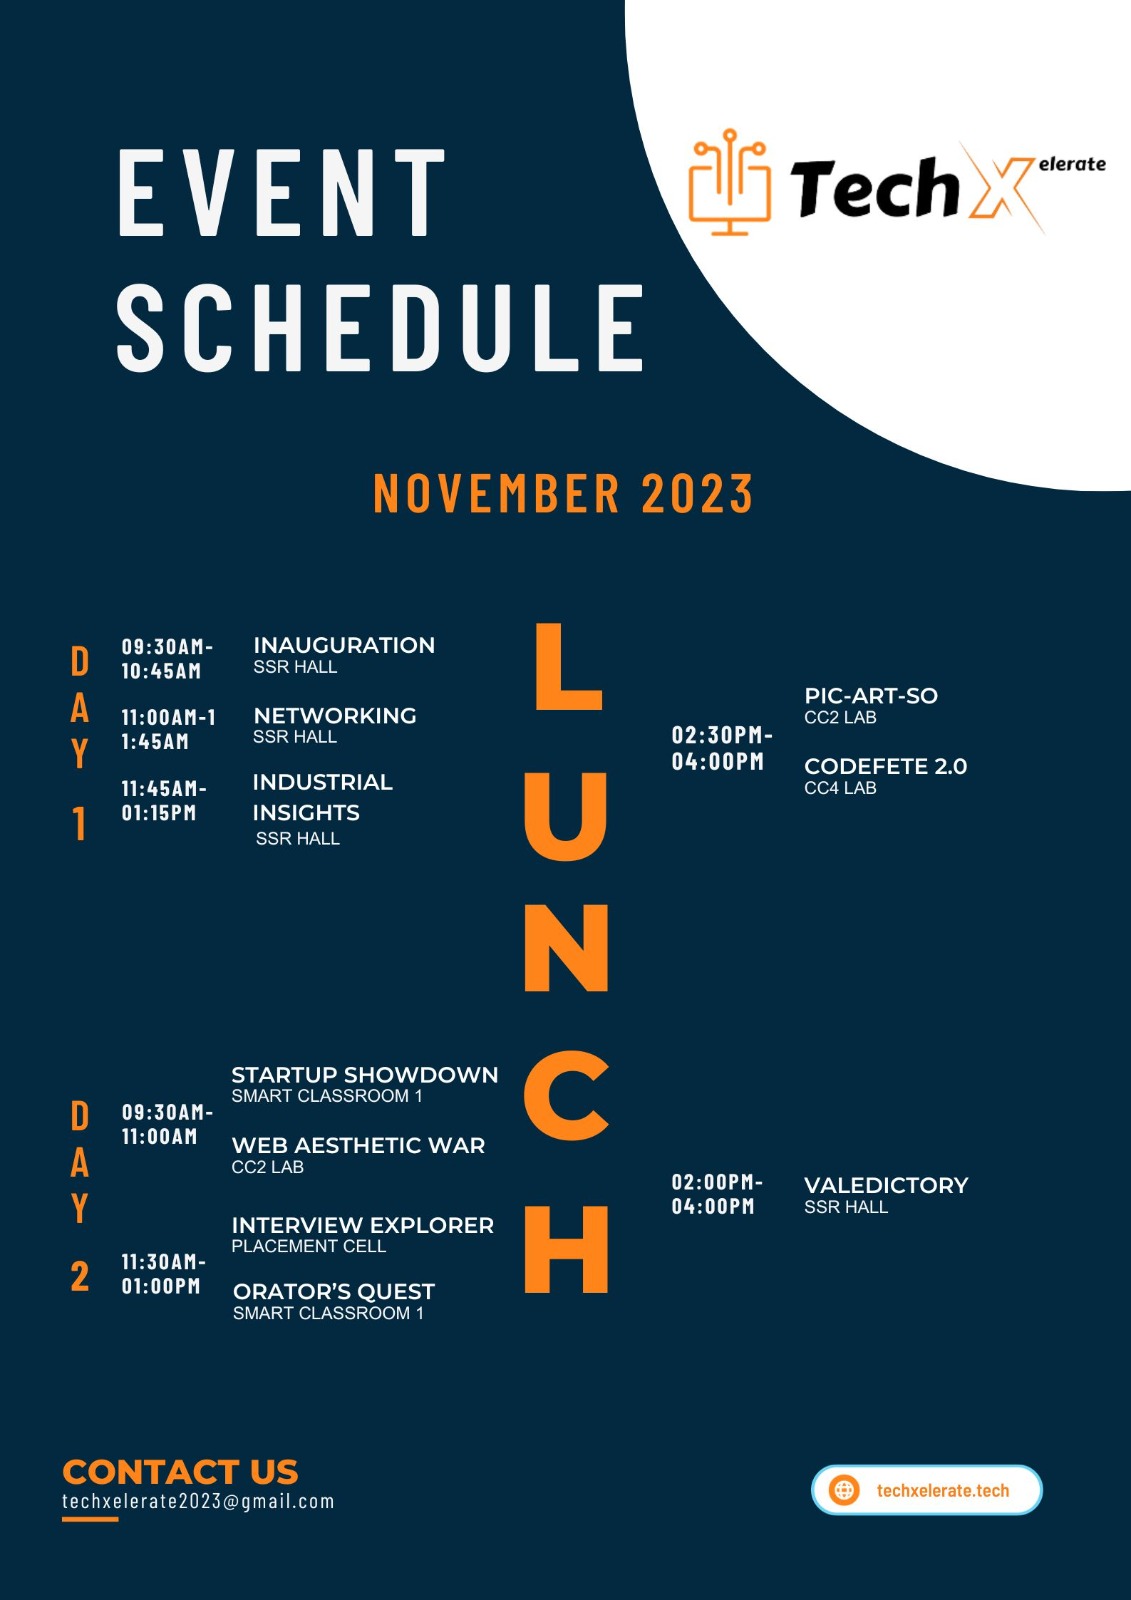 EVENT
SCHEDULE
TechXelerate
NOVEMBER 2023
DAY 1
09:30AM-
10:45AM
INAUGURATION
SSR HALL
11:00AM-1
1:45AM
NETWORKING
SSR HALL
11:45AM-
01:15PM
INDUSTRIAL
INSIGHTS
SSR HALL
LUNCH
02:30PM-
04:00PM
PIC-ART-SO
CC2 LAB
CODEFETE 2.0
CC4 LAB
DAY 2
09:30AM-
11:00AM
STARTUP SHOWDOWN
SMART CLASSROOM 1
WEB AESTHETIC WAR
CC2 LAB
11:30AM-
01:00PM
INTERVIEW EXPLORER
PLACEMENT CELL
ORATOR'S QUEST
SMART CLASSROOM 1
02:00PM-
04:00PM
VALEDICTORY
SSR HALL
CONTACT US
techxelerate2023@gmail.com
techxelerate.tech